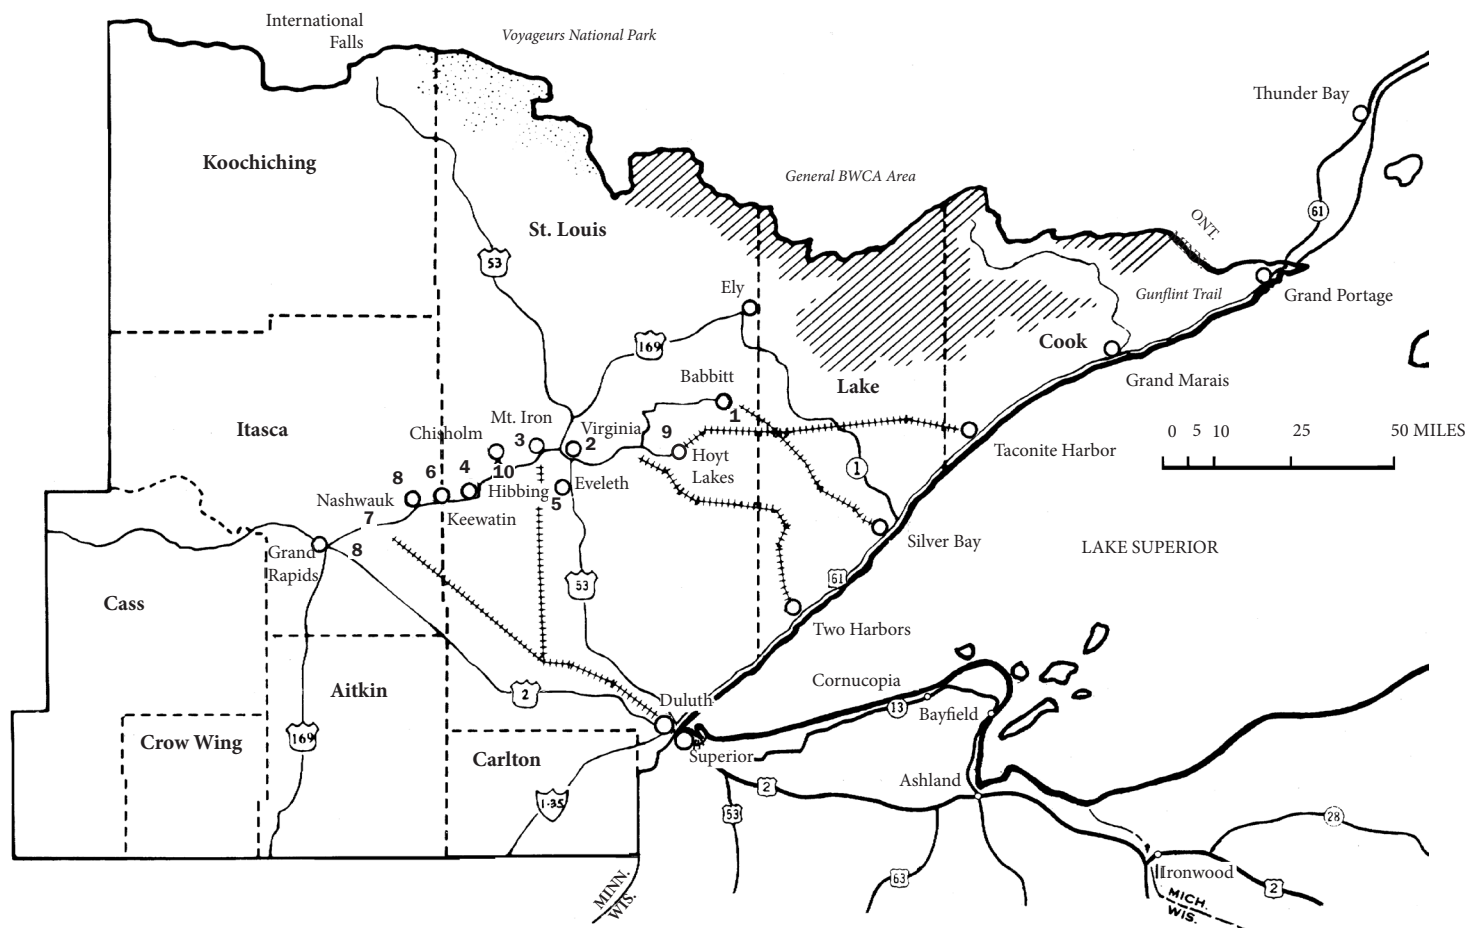 International
Falls
Voyageurs National Park
Thunder Bay
Koochiching
General BWCA Area
61
ONT.
St. Louis
53
Ely
Gunflint Trail
Grand Portage
169
Cook
Babbitt
Lake
Grand Marais
Mt. Iron
1
Itasca
Chisholm
3
Virginia
2
9
Taconite Harbor
0 5 10 25 50 MILES
8
6
4
10
Hoyt
Lakes
1
Nashwauk
Hibbing
Eveleth
5
7
Keewatin
Silver Bay
Grand
Rapids
8
LAKE SUPERIOR
61
53
Cass
Two Harbors
Aitkin
2
Duluth
Cornucopia
13
Bayfield
169
Crow Wing
Carlton
Superior
Ashland
2
I-35
53
28
63
Ironwood
2
MINN.
WIS.
MICH.
WIS.